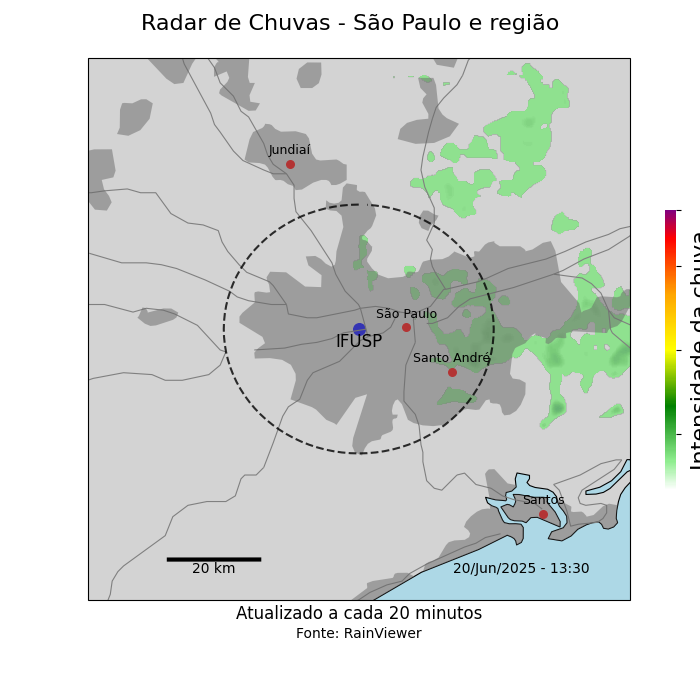 Radar de Chuvas - São Paulo e região
Jundiaí
São Paulo
IFUSP
Santo André
Santos
20 km
20/Jun/2025 - 13:30
Intensidade da chuva
Atualizado a cada 20 minutos
Fonte: RainViewer